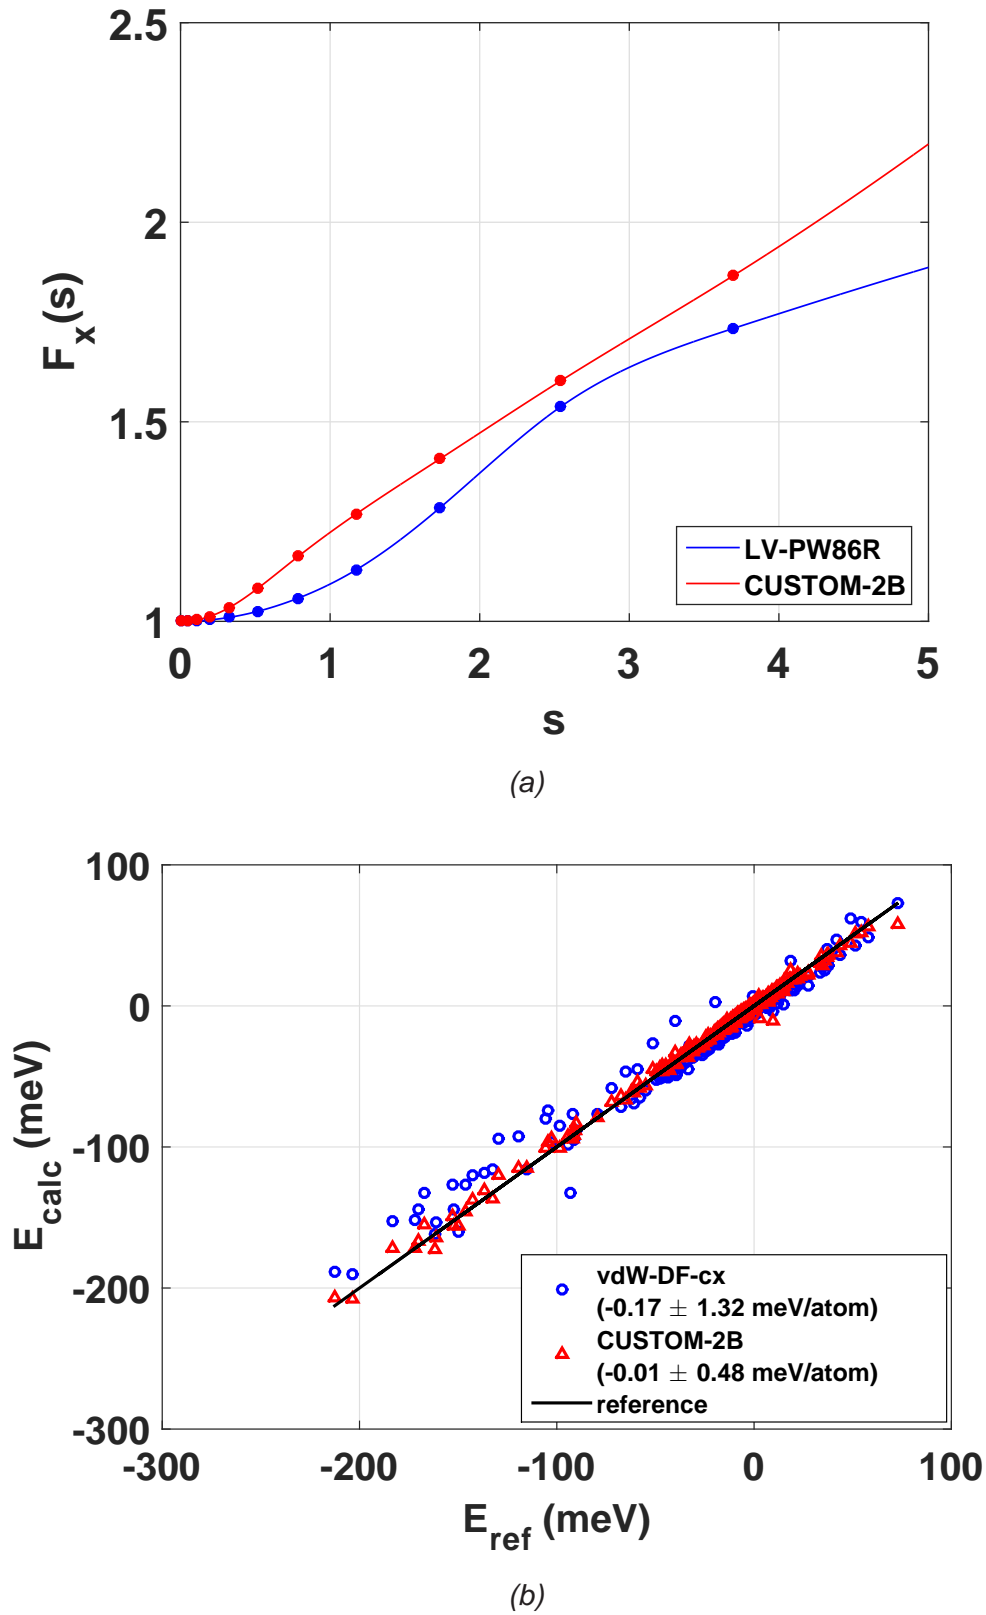 2.5
2
1.5
1
F_x(s)
LV-PW86R
CUSTOM-2B
0 1 2 3 4 5
s
(a)
100
0
-100
-200
-300
E_calc (meV)
vdW-DF-cx
(-0.17 ± 1.32 meV/atom)
CUSTOM-2B
(-0.01 ± 0.48 meV/atom)
reference
-300 -200 -100 0 100
E_ref (meV)
(b)